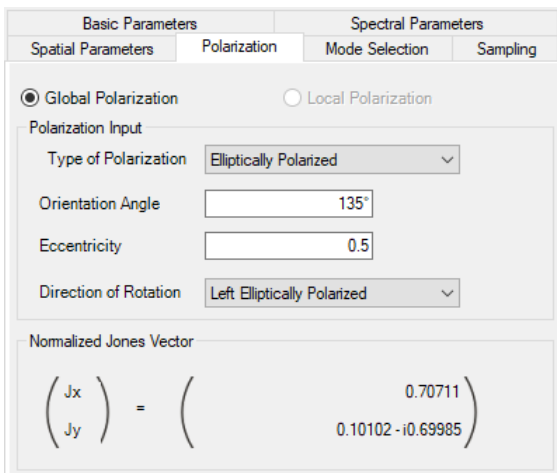 Basic Parameters Spectral Parameters
Spatial Parameters Polarization Mode Selection Sampling
Global Polarization Local Polarization
Polarization Input
Type of Polarization Elliptically Polarized
Orientation Angle 135°
Eccentricity 0.5
Direction of Rotation Left Elliptically Polarized
Normalized Jones Vector
Jx 0.70711
=
Jy 0.10102 - i0.69985